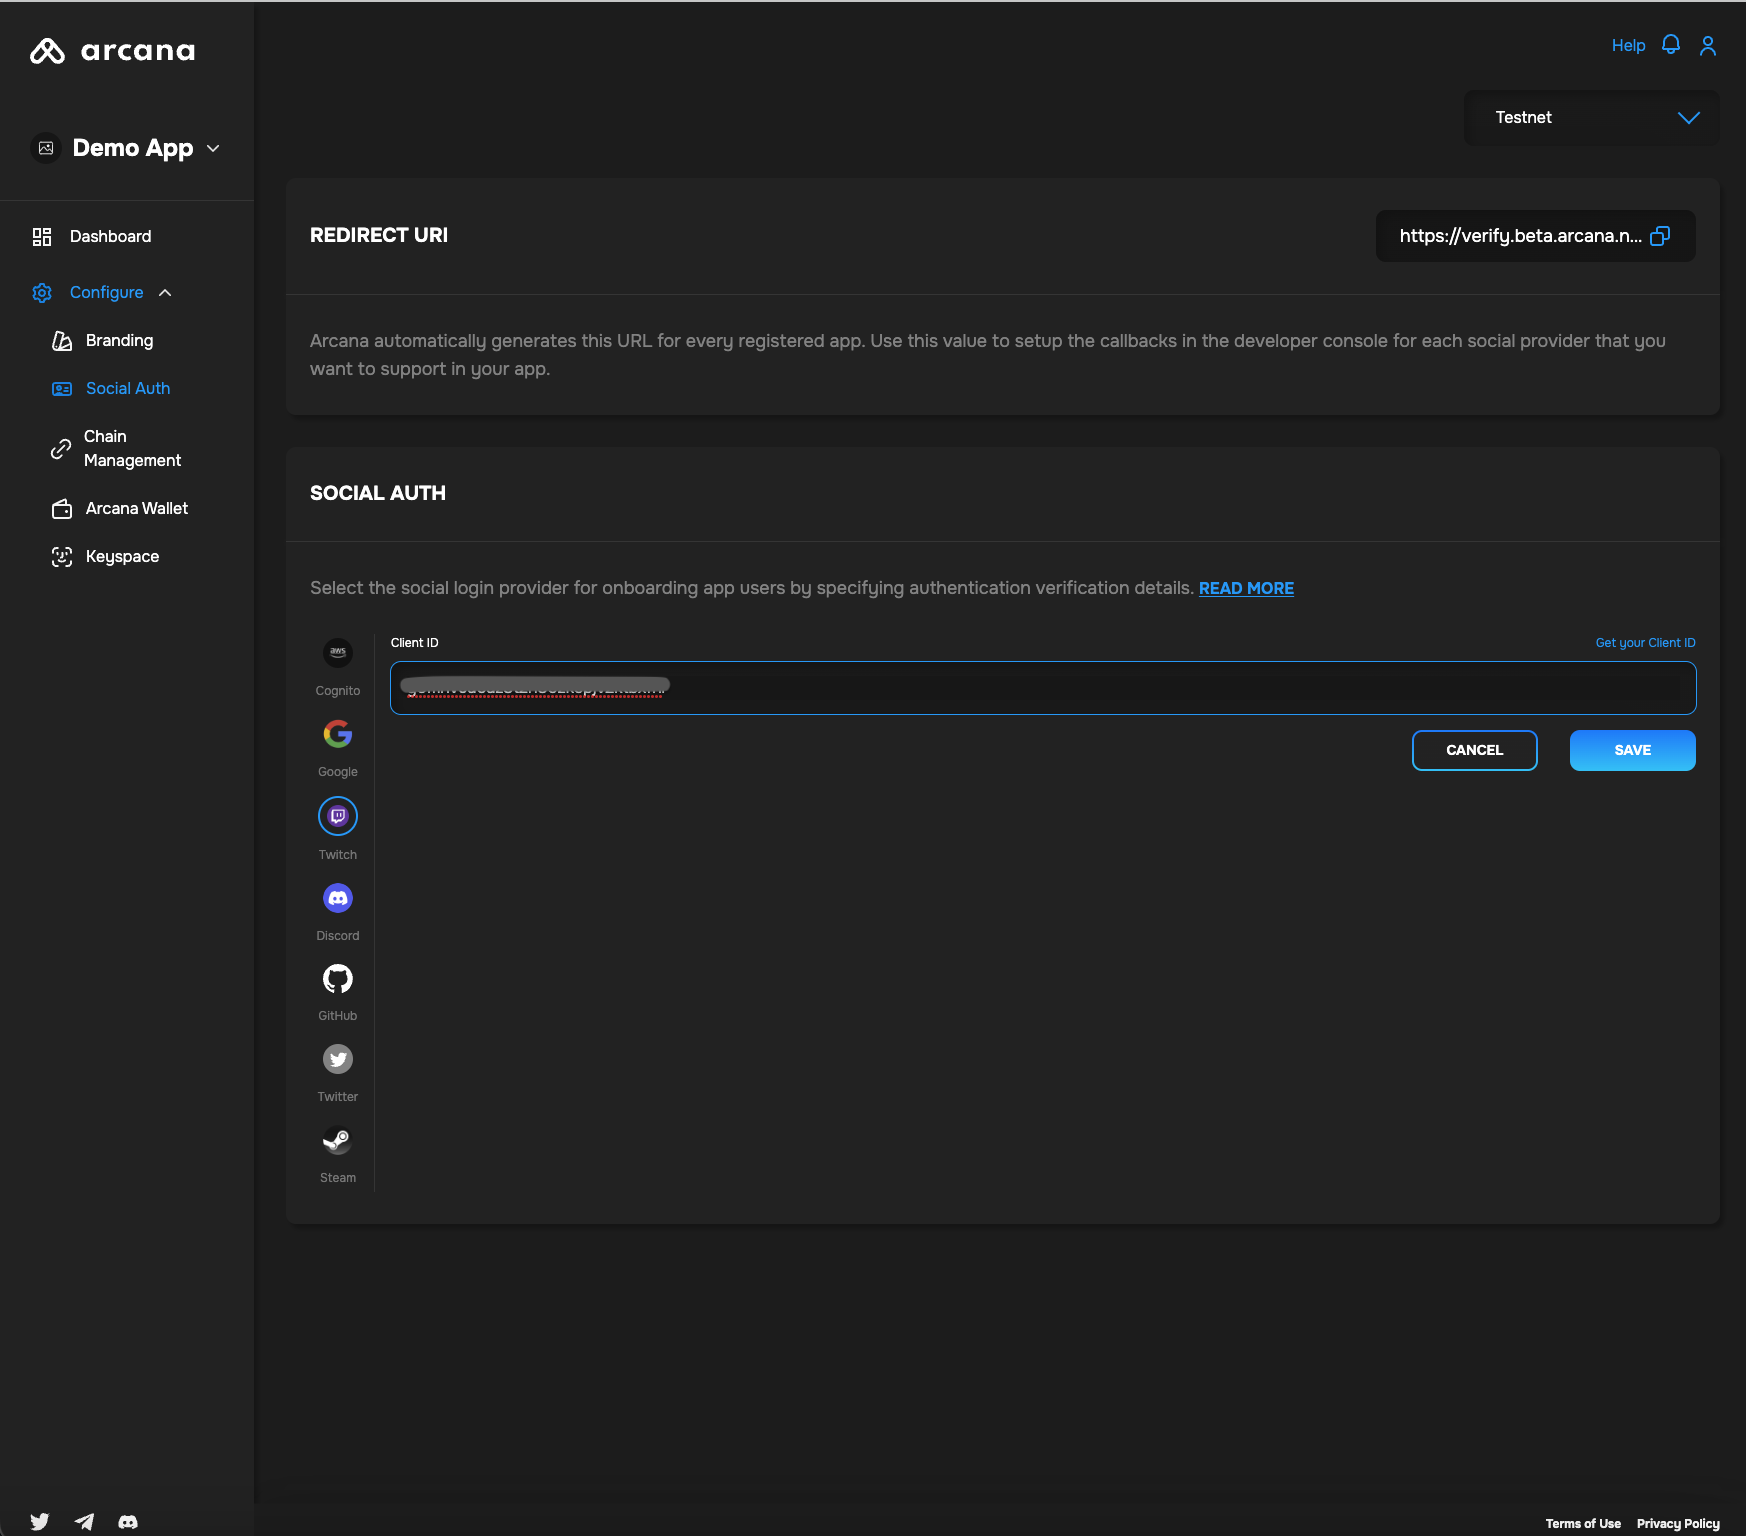 arcana
Help
Testnet
Demo App
Dashboard
Configure
Branding
Social Auth
Chain
Management
Arcana Wallet
Keyspace
REDIRECT URI
https://verify.beta.arcana.n...
Arcana automatically generates this URL for every registered app. Use this value to setup the callbacks in the developer console for each social provider that you
want to support in your app.
SOCIAL AUTH
Select the social login provider for onboarding app users by specifying authentication verification details. READ MORE
aws
Cognito
Google
Twitch
Discord
GitHub
Twitter
Steam
Client ID
Get your Client ID
CANCEL
SAVE
Terms of Use
Privacy Policy